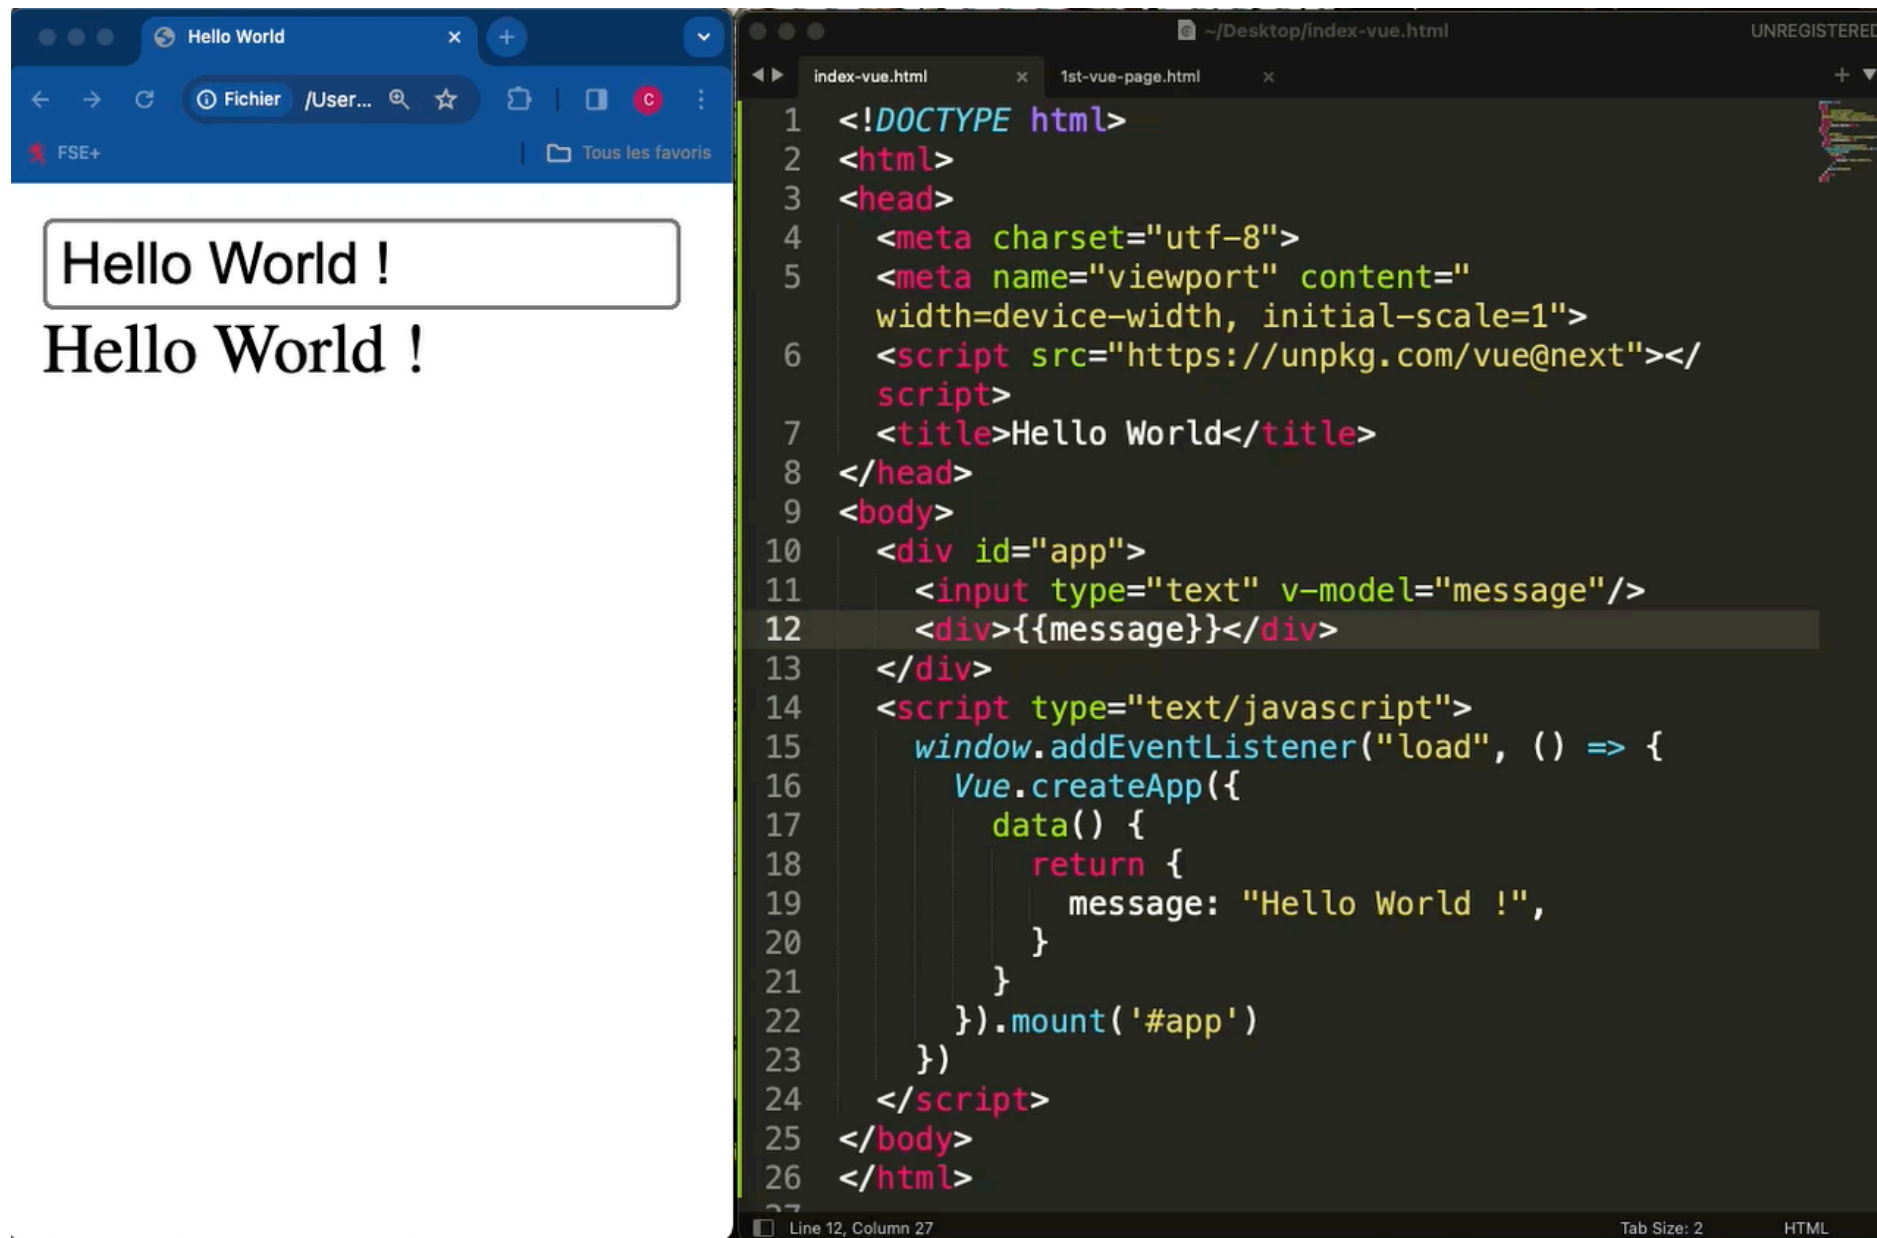 Hello World
Fichier /User...
C
FSE+
Tous les favoris
Hello World !
Hello World !
~/Desktop/index-vue.html
UNREGISTERED
index-vue.html
1st-vue-page.html
1 <!DOCTYPE html>
2 <html>
3 <head>
4 <meta charset="utf-8">
5 <meta name="viewport" content="
width=device-width, initial-scale=1">
6 <script src="https://unpkg.com/vue@next"></
script>
7 <title>Hello World</title>
8 </head>
9 <body>
10 <div id="app">
11 <input type="text" v-model="message"/>
12 <div>{{message}}</div>
13 </div>
14 <script type="text/javascript">
15 window.addEventListener("load", () => {
16 Vue.createApp({
17 data() {
18 return {
19 message: "Hello World !",
20 }
21 }
22 }).mount('#app')
23 })
24 </script>
25 </body>
26 </html>
27
Line 12, Column 27
Tab Size: 2
HTML